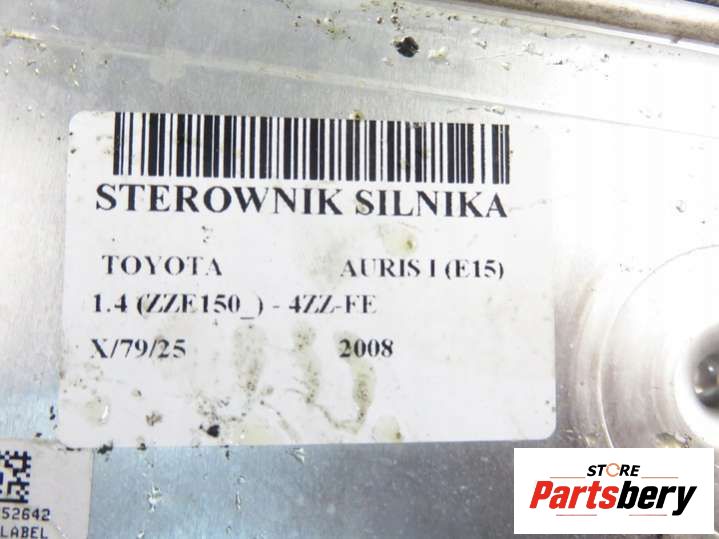 STEROWNIK SILNIKA
TOYOTA AURIS I (E15)
1.4 (ZZE150_) - 4ZZ-FE
X/79/25 2008
52642
LABEL
STORE
Partsbery